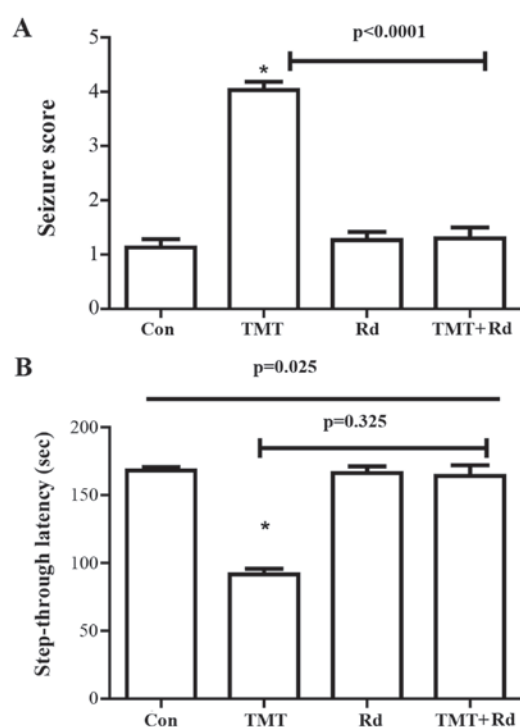 A
p<0.0001
*
Seizure score
5
4
3
2
1
0
Con TMT Rd TMT+Rd
B
p=0.025
p=0.325
*
Step-through latency (sec)
200
150
100
50
0
Con TMT Rd TMT+Rd